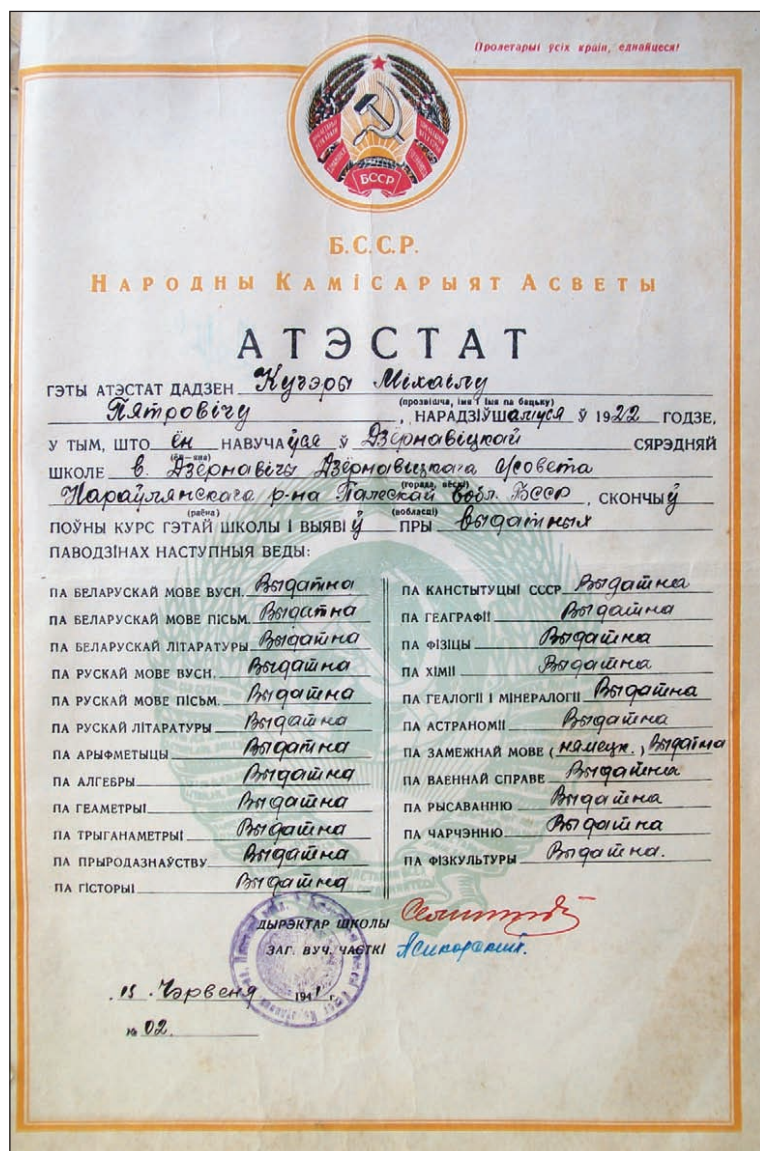 Пролетарыі ўсіх краін, еднайцеся!
БССР
Б.С.С.Р.
Народны Камісарыят Асветы
АТЭСТАТ
ГЭТЫ АТЭСТАТ ДАДЗЕН Кучэры Міхаілу
(прозвішча, імя і імя па бацьку)
Пятровічу, НАРАДЗІЎШАМУСЯ Ў 1922 ГОДЗЕ,
У ТЫМ, ШТО ён НАВУЧАўся Ў Дзёрнавіцкай СЯРЭДНЯЙ
(ён—яна)
ШКОЛЕ в. Дзёрнавічы Дзёрнавіцкага с/совета
(горада, вёскі)
Нараўлянскага р-на Палескай вобл. БССР, СКОНЧЫў
(раёна) (вобласці)
ПОЎНЫ КУРС ГЭТАЙ ШКОЛЫ І ВЫЯВІў ПРЫ выдатных
ПАВОДЗІНАХ НАСТУПНЫЯ ВЕДЫ:
ПА БЕЛАРУСКАЙ МОВЕ ВУСН. Выдатна
ПА БЕЛАРУСКАЙ МОВЕ ПІСЬМ. Выдатна
ПА БЕЛАРУСКАЙ ЛІТАРАТУРЫ Выдатна
ПА РУСКАЙ МОВЕ ВУСН. Выдатна
ПА РУСКАЙ МОВЕ ПІСЬМ. Выдатна
ПА РУСКАЙ ЛІТАРАТУРЫ Выдатна
ПА АРЫФМЕТЫЦЫ Выдатна
ПА АЛГЕБРЫ Выдатна
ПА ГЕАМЕТРЫІ Выдатна
ПА ТРЫГАНАМЕТРЫІ Выдатна
ПА ПРЫРОДАЗНАЎСТВУ Выдатна
ПА ГІСТОРЫІ Выдатна
ПА КАНСТЫТУЦЫІ СССР Выдатна
ПА ГЕАГРАФІІ Выдатна
ПА ФІЗІЦЫ Выдатна
ПА ХІМІІ Выдатна
ПА ГЕАЛОГІІ І МІНЕРАЛОГІІ Выдатна
ПА АСТРАНОМІІ Выдатна
ПА ЗАМЕЖНАЙ МОВЕ (нямецк.) Выдатна
ПА ВАЕННАЙ СПРАВЕ Выдатна
ПА РЫСАВАННЮ Выдатна
ПА ЧАРЧЭННЮ Выдатна
ПА ФІЗКУЛЬТУРЫ Выдатна.
ДЫРЭКТАР ШКОЛЫ
ЗАГ. ВУЧ. ЧАСТКІ
15 Чэрвеня 1941 г.
№ 02.